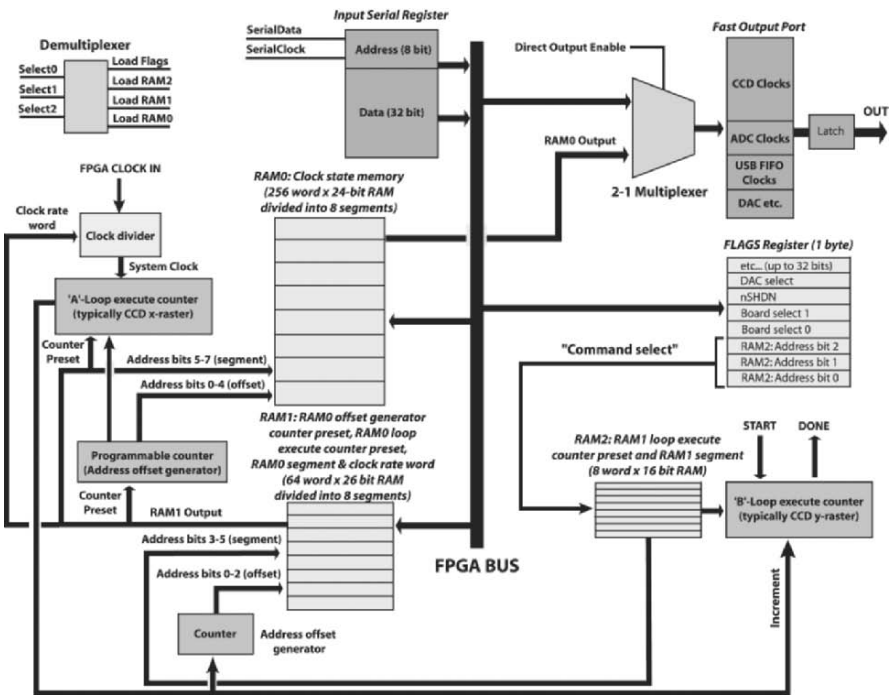 Input Serial Register
SerialData
SerialClock
Address (8 bit)
Data (32 bit)
Demultiplexer
Select0
Select1
Select2
Load Flags
Load RAM2
Load RAM1
Load RAM0
Direct Output Enable
RAM0 Output
2-1 Multiplexer
Fast Output Port
CCD Clocks
ADC Clocks
USB FIFO
Clocks
DAC etc.
Latch
OUT
FPGA CLOCK IN
Clock rate
word
Clock divider
System Clock
'A'-Loop execute counter
(typically CCD x-raster)
Counter
Preset
RAM0: Clock state memory
(256 word x 24-bit RAM
divided into 8 segments)
Address bits 5-7 (segment)
Address bits 0-4 (offset)
Programmable counter
(Address offset generator)
Counter
Preset
RAM1 Output
RAM1: RAM0 offset generator
counter preset, RAM0 loop
execute counter preset,
RAM0 segment & clock rate word
(64 word x 26 bit RAM
divided into 8 segments)
Address bits 3-5 (segment)
Address bits 0-2 (offset)
Counter
Address offset
generator
FPGA BUS
FLAGS Register (1 byte)
etc... (up to 32 bits)
DAC select
nSHDN
Board select 1
Board select 0
RAM2: Address bit 2
RAM2: Address bit 1
RAM2: Address bit 0
"Command select"
RAM2: RAM1 loop execute
counter preset and RAM1 segment
(8 word x 16 bit RAM)
START
DONE
'B'-Loop execute counter
(typically CCD y-raster)
Increment